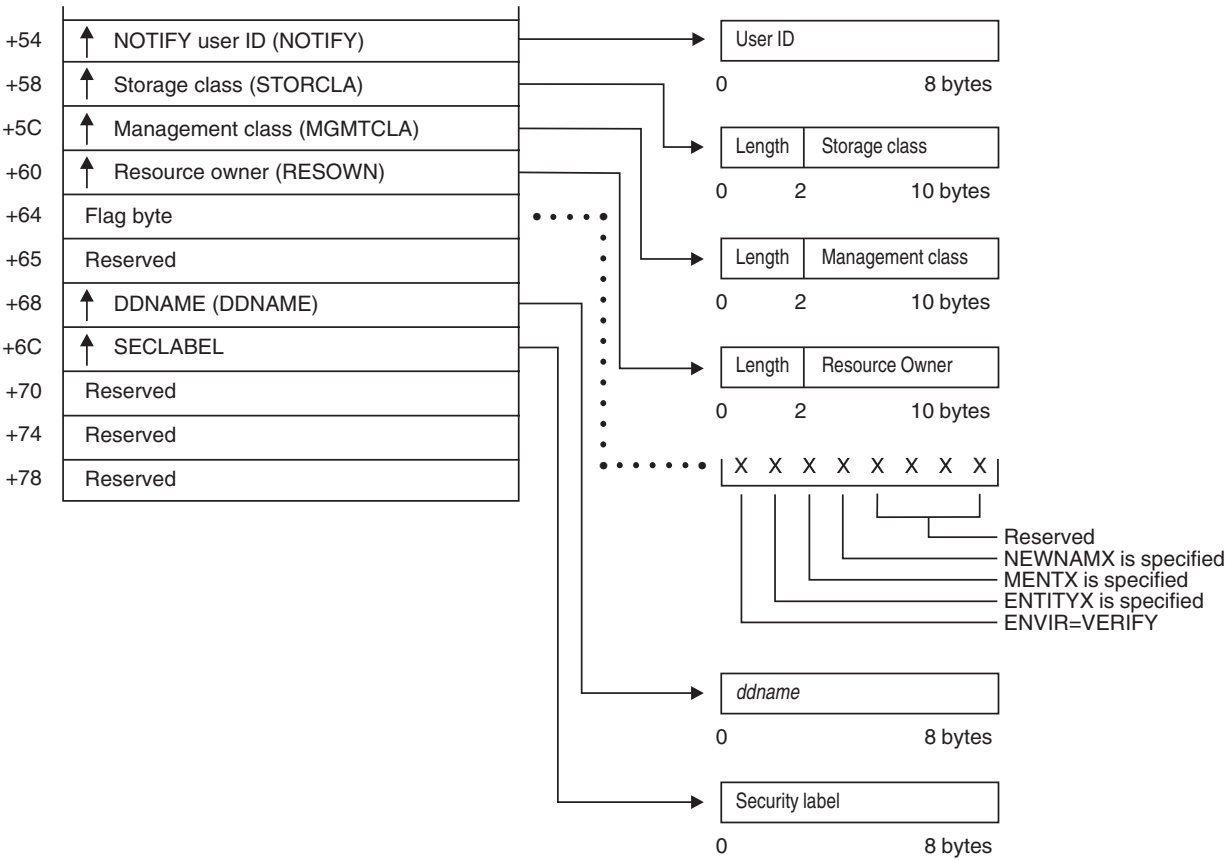 +54 NOTIFY user ID (NOTIFY)
+58 Storage class (STORCLA)
+5C Management class (MGMTCLA)
+60 Resource owner (RESOWN)
+64 Flag byte
+65 Reserved
+68 DDNAME (DDNAME)
+6C SECLABEL
+70 Reserved
+74 Reserved
+78 Reserved
User ID
0 8 bytes
Length Storage class
0 2 10 bytes
Length Management class
0 2 10 bytes
Length Resource Owner
0 2 10 bytes
X X X X X X X X
Reserved
NEWNAMX is specified
MENTX is specified
ENTITYX is specified
ENVIR=VERIFY
ddname
0 8 bytes
Security label
0 8 bytes